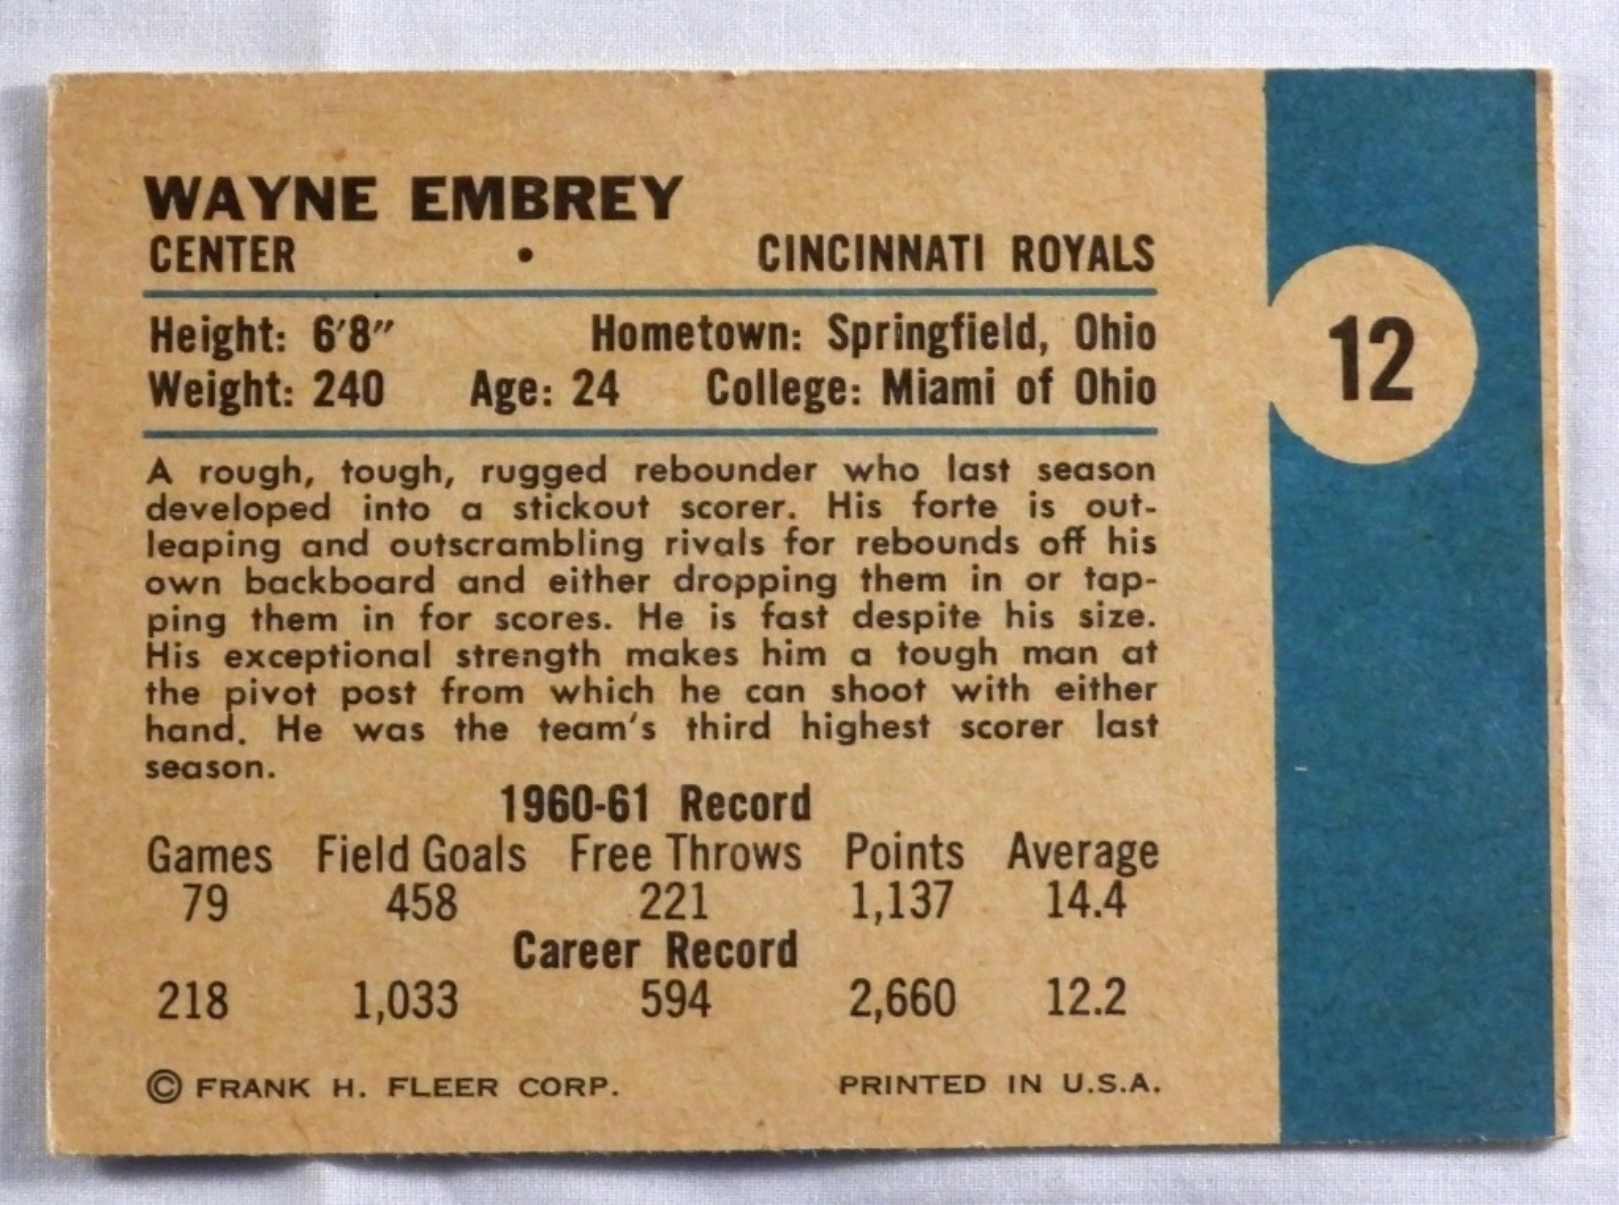 WAYNE EMBREY
CENTER • CINCINNATI ROYALS
Height: 6'8" Hometown: Springfield, Ohio
Weight: 240 Age: 24 College: Miami of Ohio
12
A rough, tough, rugged rebounder who last season
developed into a stickout scorer. His forte is out-
leaping and outscrambling rivals for rebounds off his
own backboard and either dropping them in or tap-
ping them in for scores. He is fast despite his size.
His exceptional strength makes him a tough man at
the pivot post from which he can shoot with either
hand. He was the team's third highest scorer last
season.
1960-61 Record
Games Field Goals Free Throws Points Average
79 458 221 1,137 14.4
Career Record
218 1,033 594 2,660 12.2
© FRANK H. FLEER CORP. PRINTED IN U.S.A.